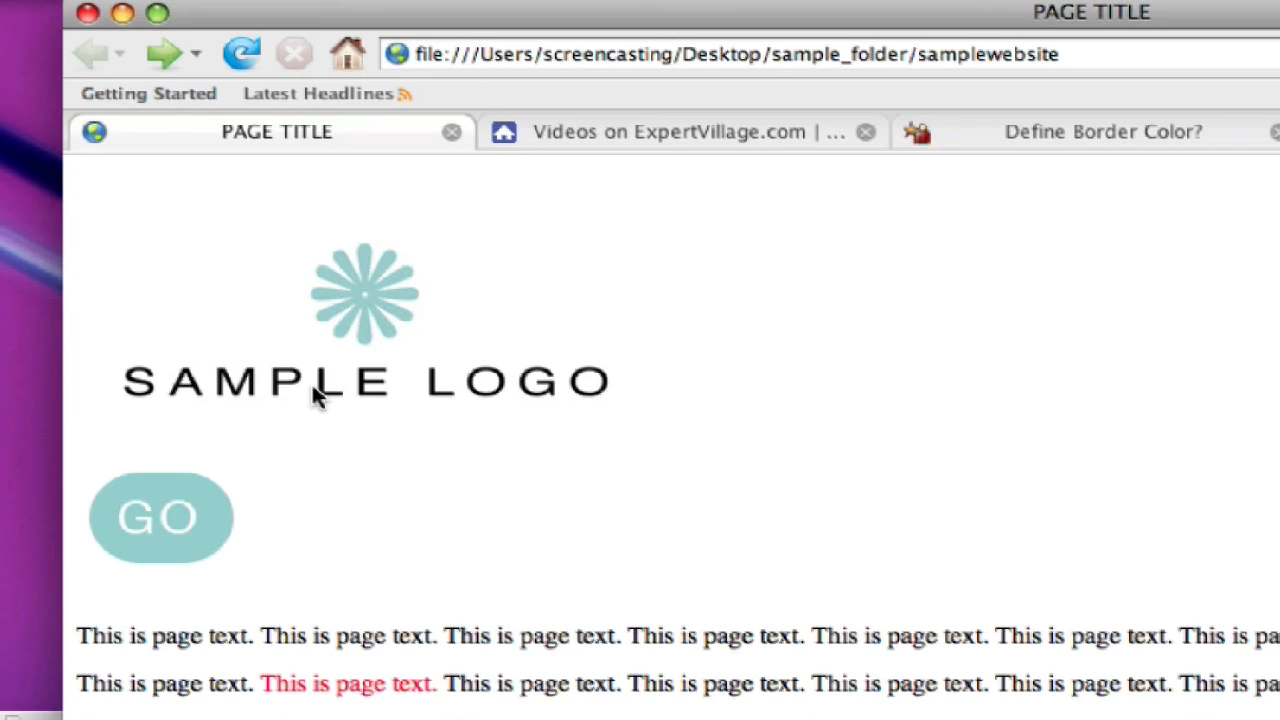 PAGE TITLE
file:///Users/screencasting/Desktop/sample_folder/samplewebsite
Getting Started Latest Headlines
PAGE TITLE Videos on ExpertVillage.com | ... Define Border Color?
SAMPLE LOGO
GO
This is page text. This is page text. This is page text. This is page text. This is page text. This is page text. This is pa
This is page text. This is page text. This is page text. This is page text. This is page text. This is page text. This is pa